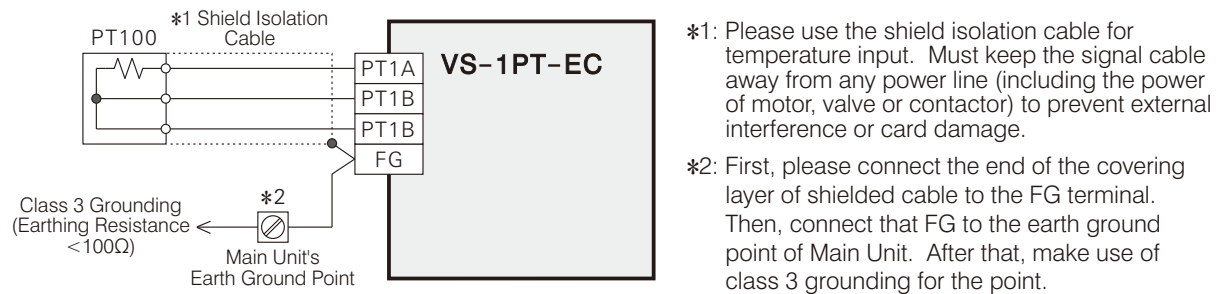 *1 Shield Isolation
Cable
PT100
PT1A
PT1B
PT1B
FG
VS-1PT-EC
*2
Class 3 Grounding
(Earthing Resistance
<100Ω)
Main Unit's
Earth Ground Point
*1: Please use the shield isolation cable for
temperature input. Must keep the signal cable
away from any power line (including the power
of motor, valve or contactor) to prevent external
interference or card damage.
*2: First, please connect the end of the covering
layer of shielded cable to the FG terminal.
Then, connect that FG to the earth ground
point of Main Unit. After that, make use of
class 3 grounding for the point.